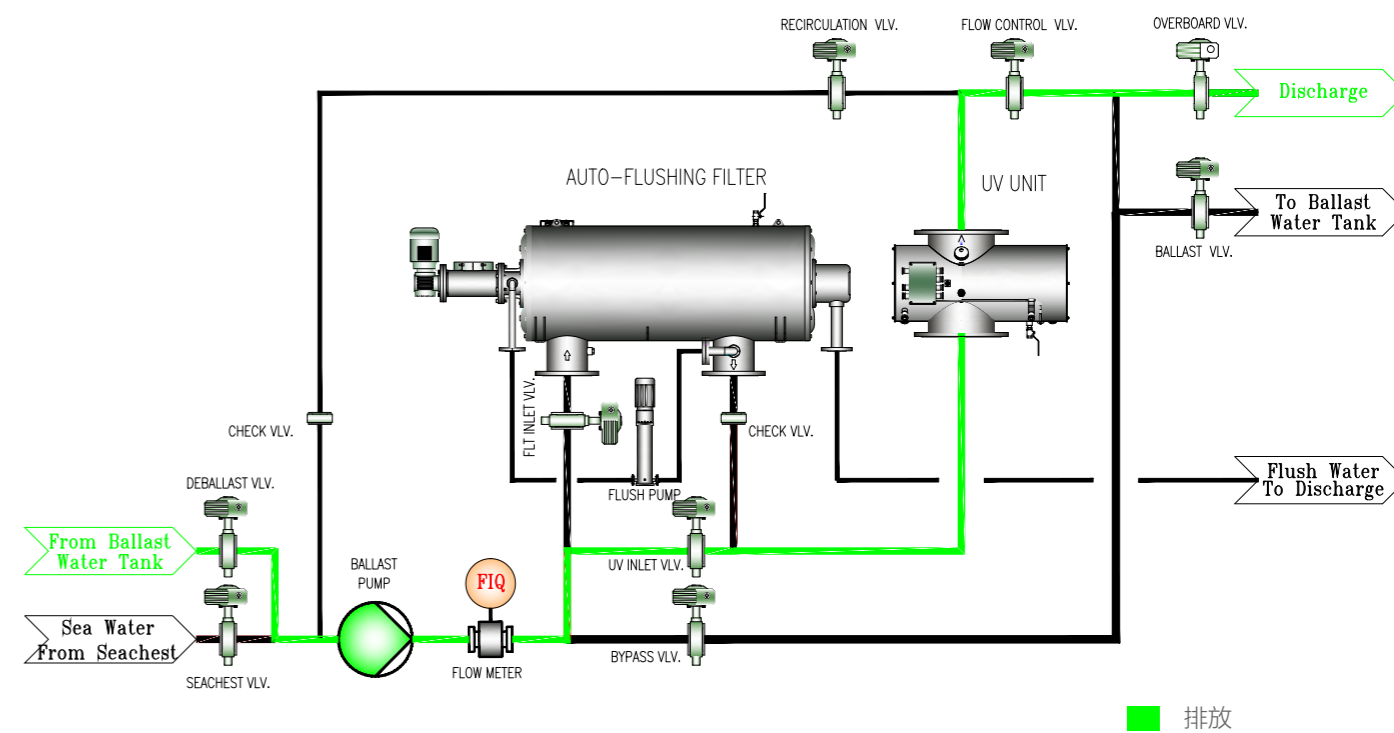 RECIRCULATION VLV.
FLOW CONTROL VLV.
OVERBOARD VLV.
Discharge
AUTO-FLUSHING FILTER
UV UNIT
To Ballast
Water Tank
BALLAST VLV.
FLT INLET VLV.
CHECK VLV.
CHECK VLV.
FLUSH PUMP
Flush Water
To Discharge
DEBALLAST VLV.
From Ballast
Water Tank
BALLAST
PUMP
FIQ
UV INLET VLV.
Sea Water
From Seachest
SEACHEST VLV.
FLOW METER
BYPASS VLV.
排放